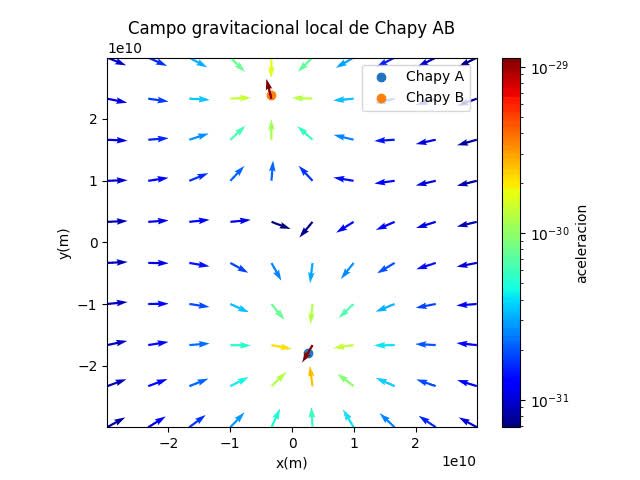 Campo gravitacional local de Chapy AB
1e10
Chapy A
Chapy B
2
1
0
−1
−2
y(m)
−2
−1
0
1
2
x(m)
1e10
10⁻²⁹
10⁻³⁰
10⁻³¹
aceleracion